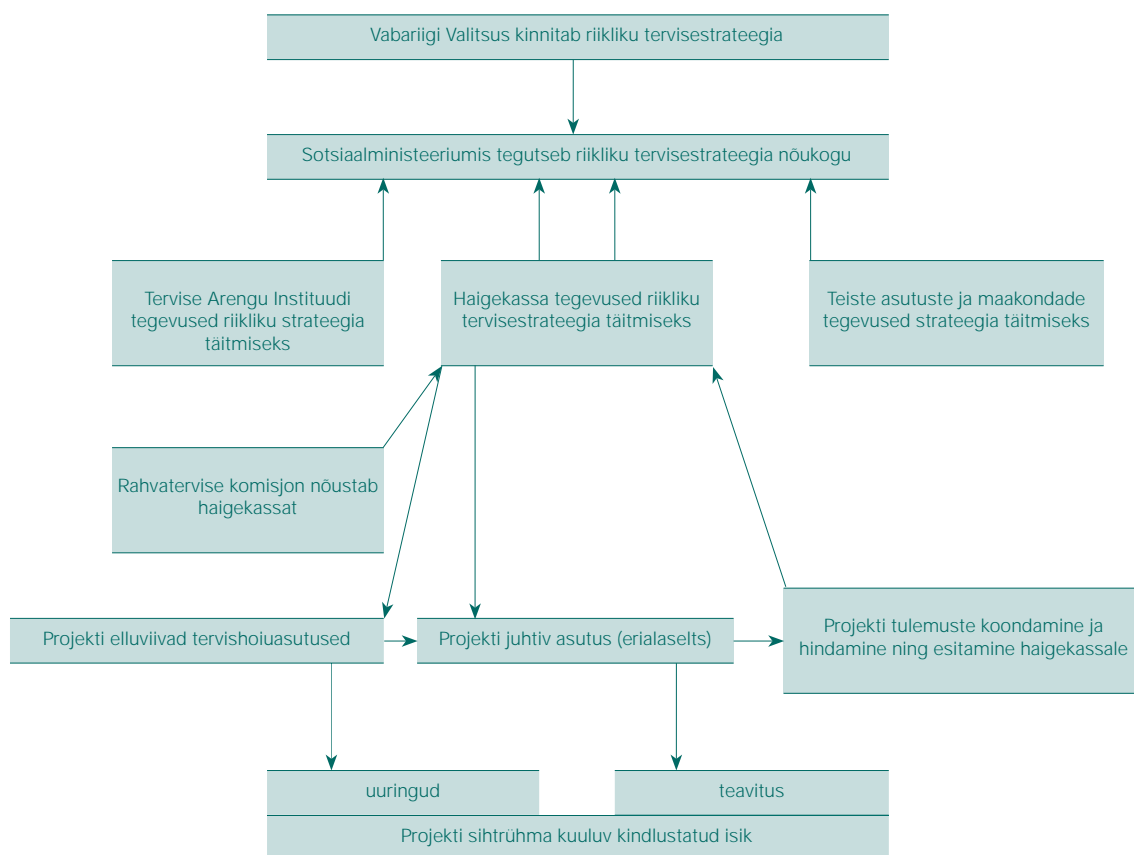 Vabariigi Valitsus kinnitab riikliku tervisestrateegia
Sotsiaalministeeriumis tegutseb riikliku tervisestrateegia nõukogu
Tervise Arengu Instituudi
tegevused riikliku strateegia
täitmiseks
Haigekassa tegevused riikliku
tervisestrateegia täitmiseks
Teiste asutuste ja maakondade
tegevused strateegia täitmiseks
Rahvatervise komisjon nõustab
haigekassat
Projekti elluviivad tervishoiuasutused
Projekti juhtiv asutus (erialaselts)
Projekti tulemuste koondamine ja
hindamine ning esitamine haigekassale
uuringud
teavitus
Projekti sihtrühma kuuluv kindlustatud isik